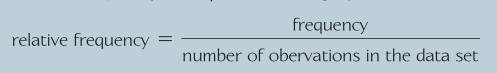 relative frequency = frequency
number of obervations in the data set